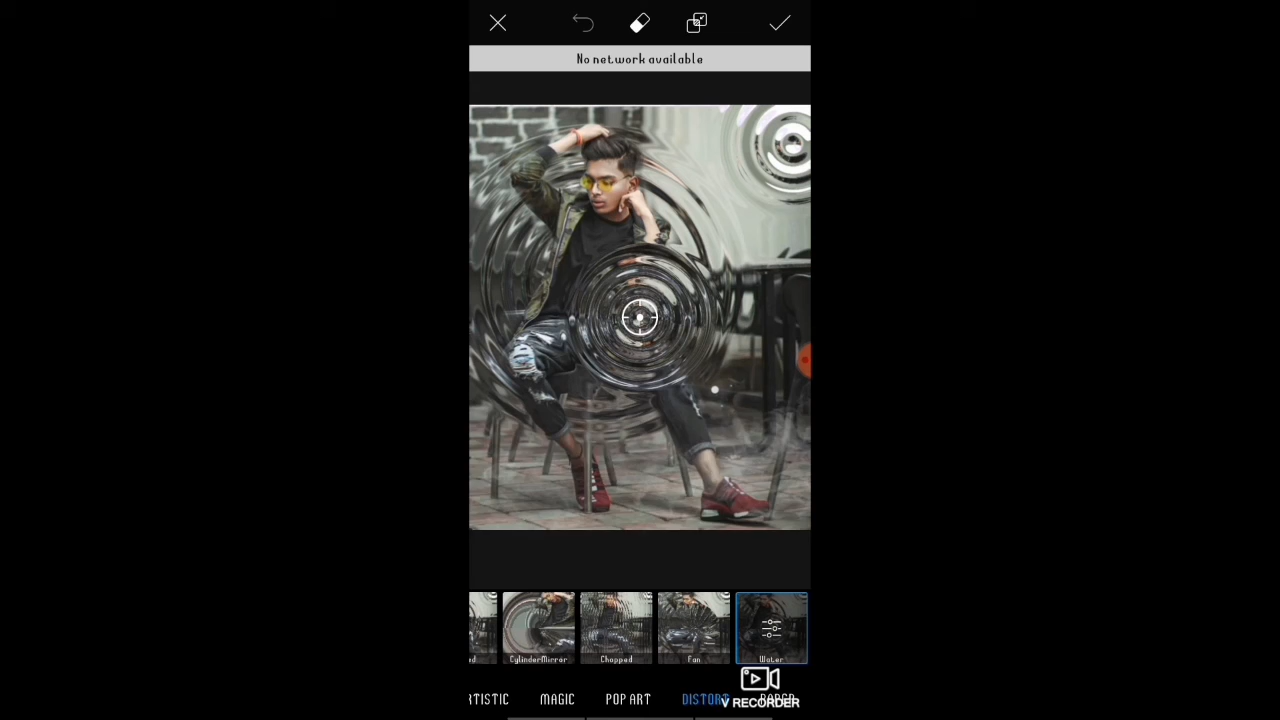 No network available
CylinderMirror
Chopped
Fan
Water
RTISTIC
MAGIC
POP ART
DISTORT
V RECORDER